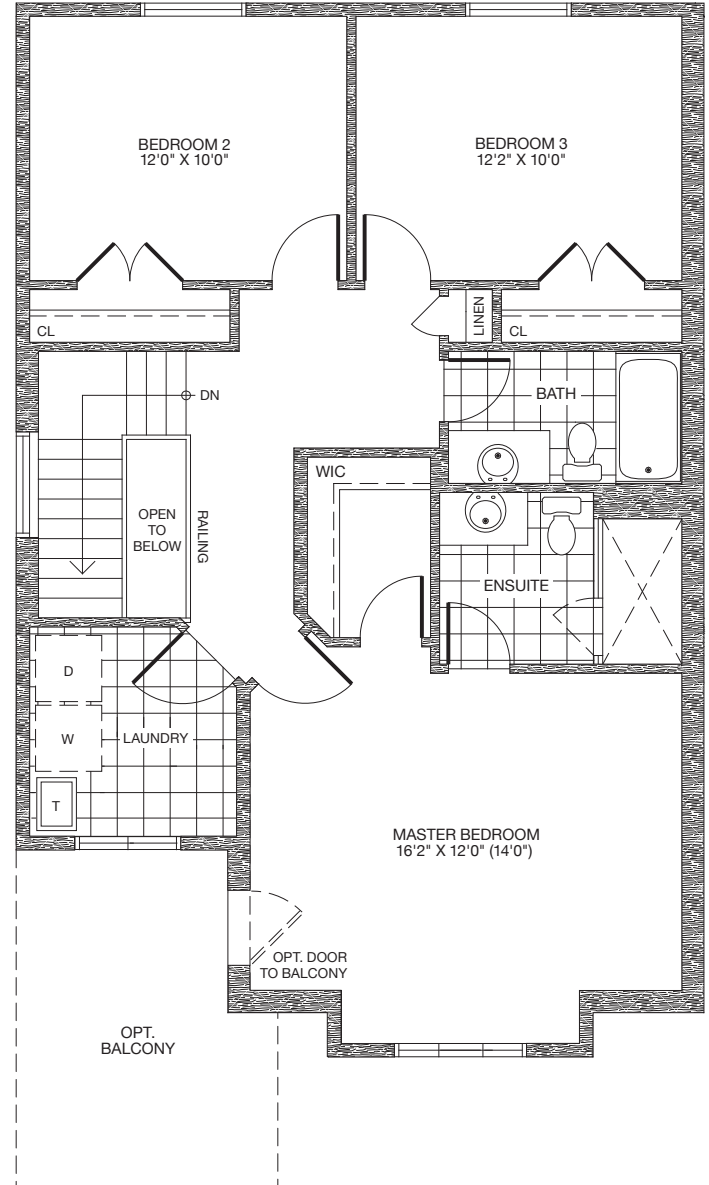 BEDROOM 2
12'0" X 10'0"
BEDROOM 3
12'2" X 10'0"
CL
LINEN
CL
DN
BATH
WIC
OPEN
TO
BELOW
RAILING
ENSUITE
D
W
LAUNDRY
T
MASTER BEDROOM
16'2" X 12'0" (14'0")
OPT. DOOR
TO BALCONY
OPT.
BALCONY